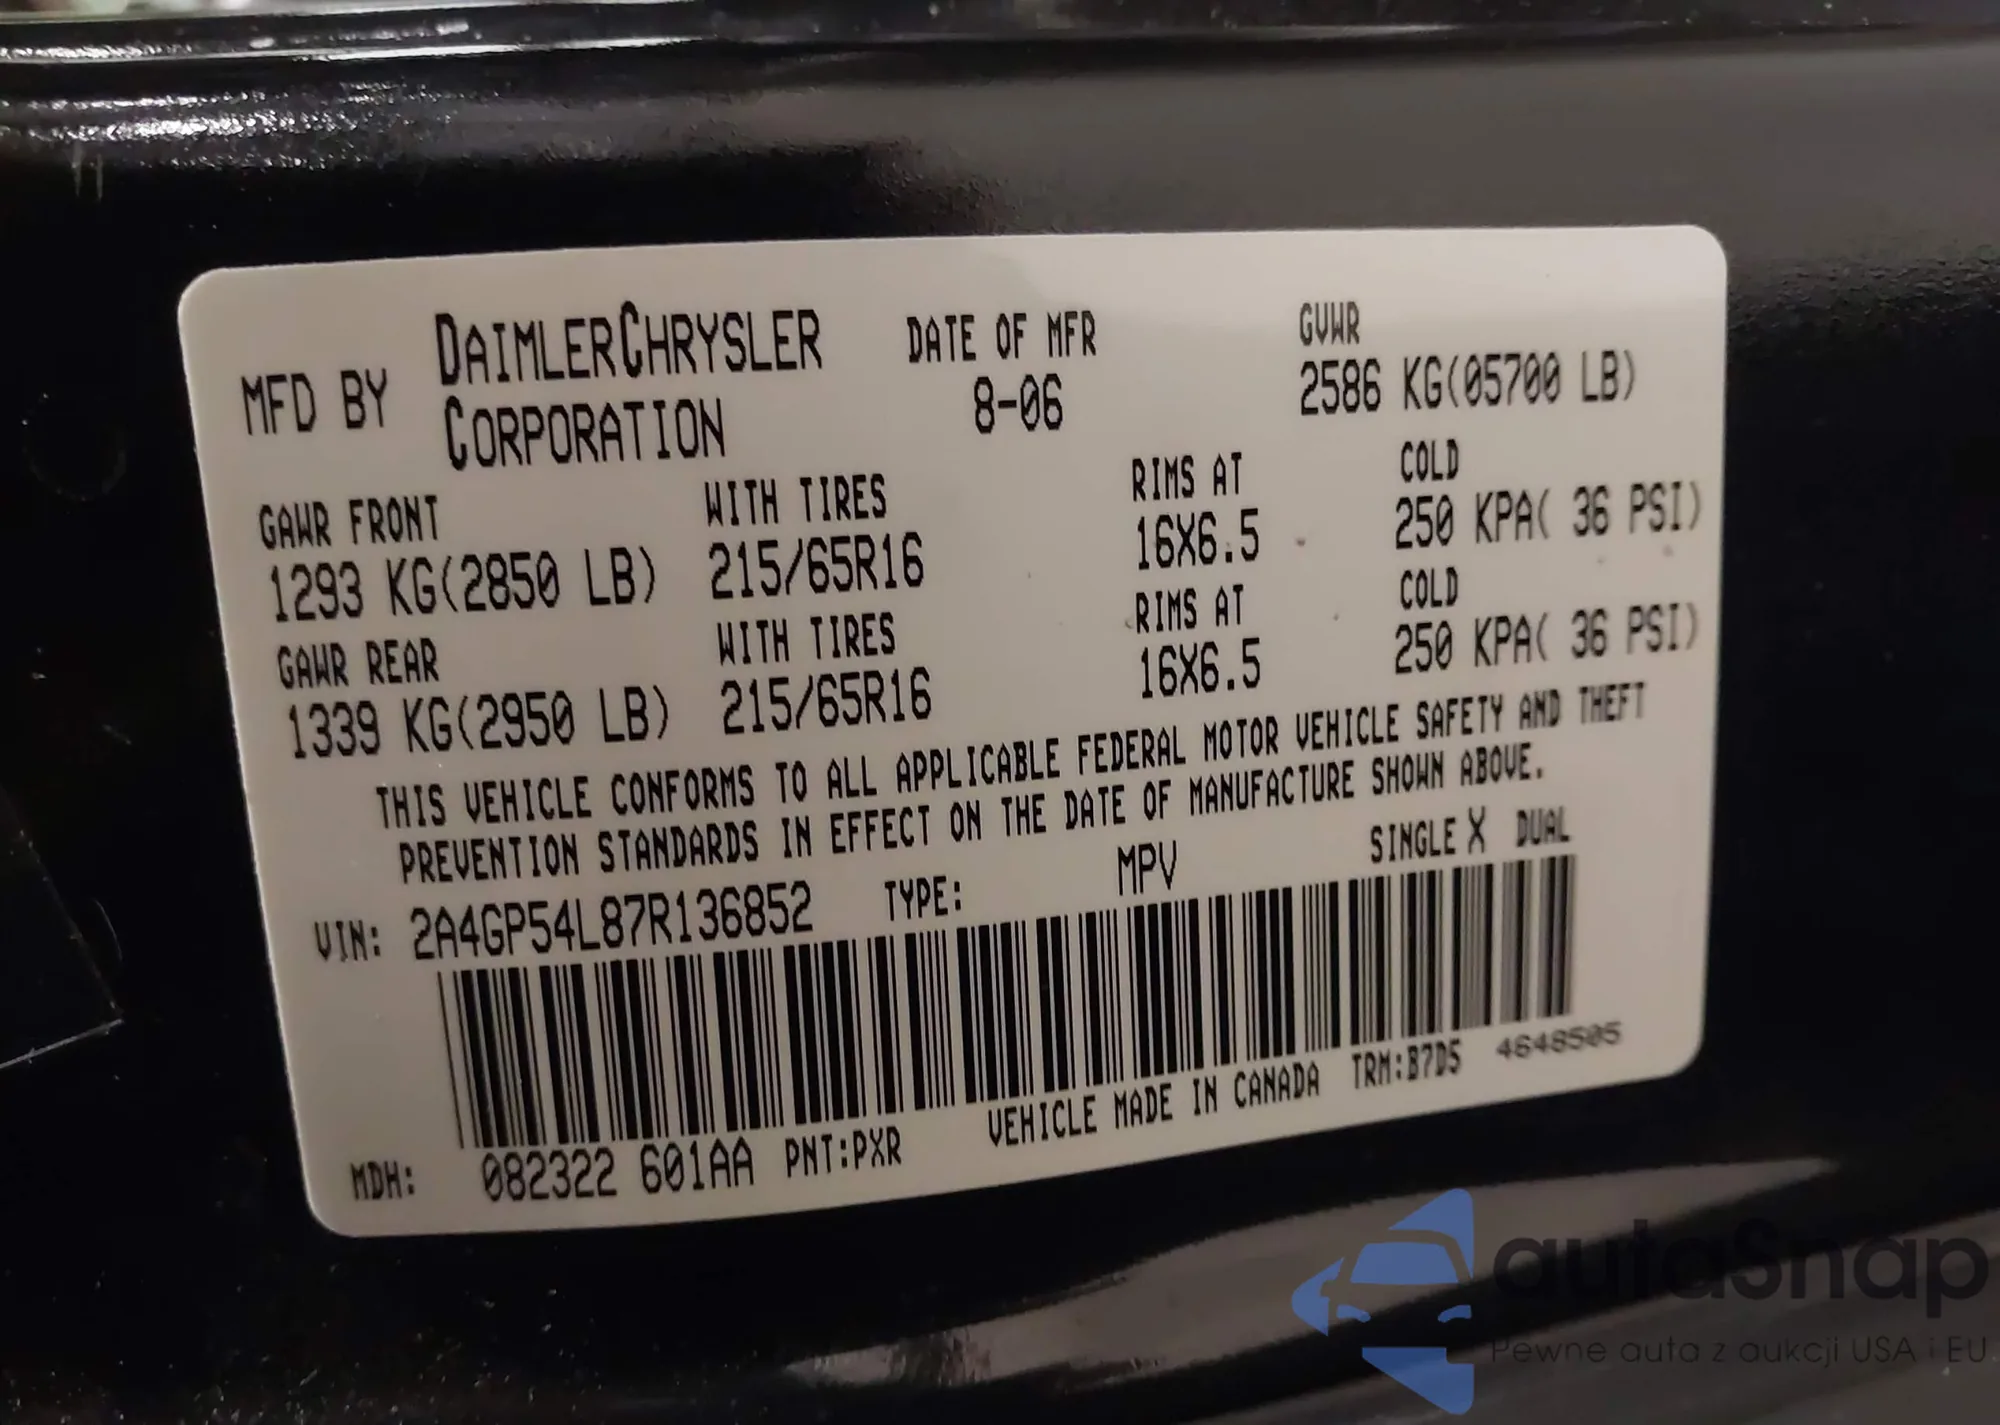 MFD BY DAIMLERCHRYSLER CORPORATION
DATE OF MFR
8-06
GVWR
2586 KG(05700 LB)
GAWR FRONT WITH TIRES RIMS AT COLD
1293 KG(2850 LB) 215/65R16 16X6.5 250 KPA( 36 PSI)
GAWR REAR WITH TIRES RIMS AT COLD
1339 KG(2950 LB) 215/65R16 16X6.5 250 KPA( 36 PSI)
THIS VEHICLE CONFORMS TO ALL APPLICABLE FEDERAL MOTOR VEHICLE SAFETY AND THEFT
PREVENTION STANDARDS IN EFFECT ON THE DATE OF MANUFACTURE SHOWN ABOVE.
VIN: 2A4GP54L87R136852 TYPE: MPV SINGLE X DUAL
MDH: 082322 601AA PNT:PXR VEHICLE MADE IN CANADA TRM:B7D5 4648505
autaSnap
Pewne auta z aukcji USA i EU